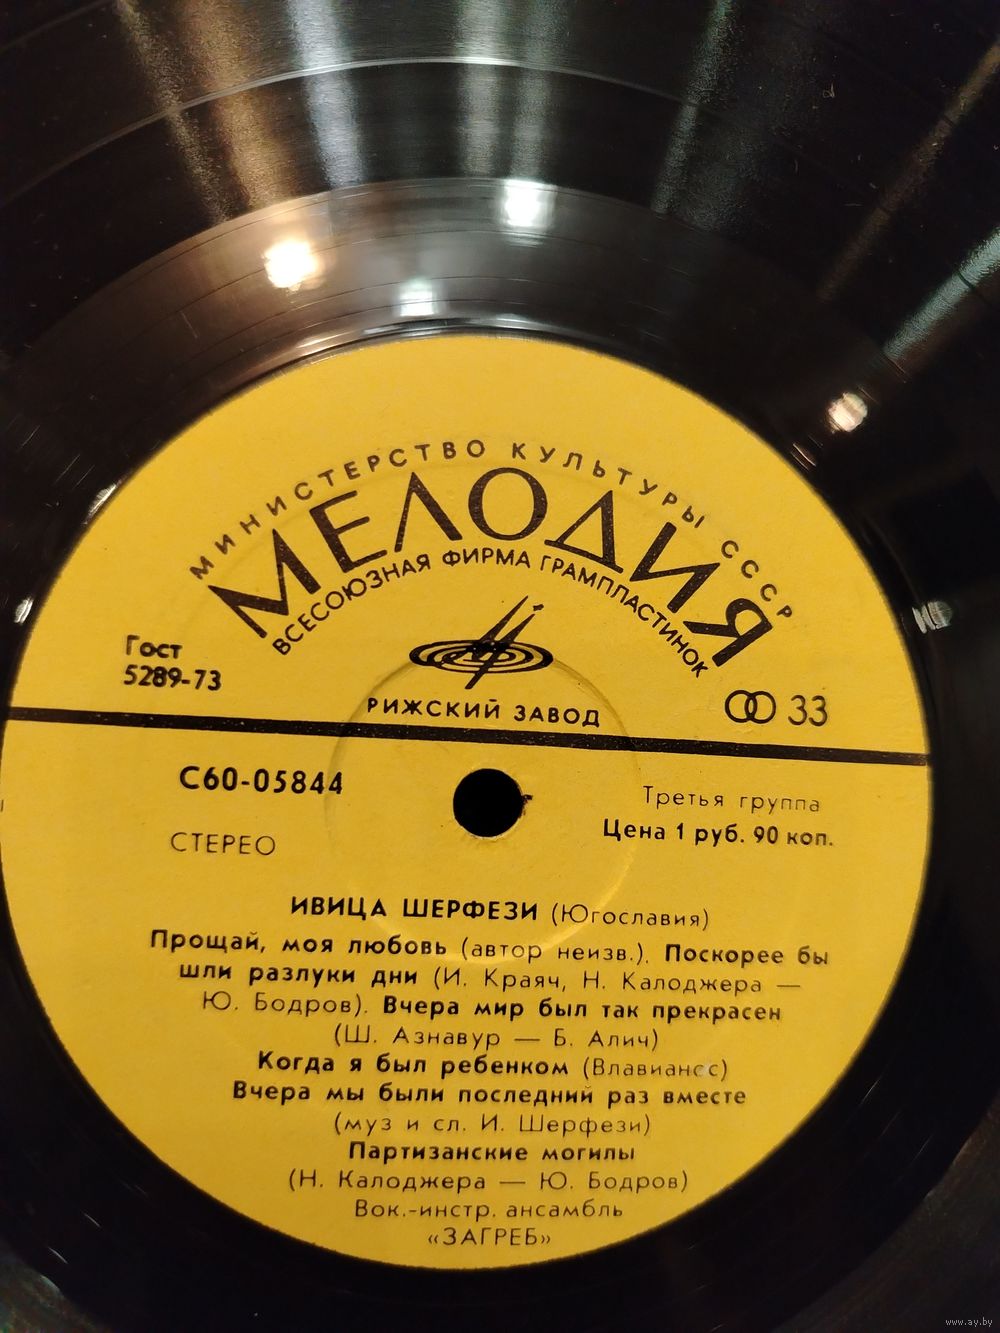 МИНИСТЕРСТВО КУЛЬТУРЫ СССР
МЕЛОДИЯ
ВСЕСОЮЗНАЯ ФИРМА ГРАМПЛАСТИНОК
Гост
5289-73
РИЖСКИЙ ЗАВОД
33
С60-05844
Третья группа
Цена 1 руб. 90 коп.
СТЕРЕО
ИВИЦА ШЕРФЕЗИ (Югославия)
Прощай, моя любовь (автор неизв.). Поскорее бы
шли разлуки дни (И. Краяч, Н. Калоджера —
Ю. Бодров). Вчера мир был так прекрасен
(Ш. Азнавур — Б. Алич)
Когда я был ребенком (Влавианос)
Вчера мы были последний раз вместе
(муз и сл. И. Шерфези)
Партизанские могилы
(Н. Калоджера — Ю. Бодров)
Вок.-инстр. ансамбль
«ЗАГРЕБ»
www.ay.by